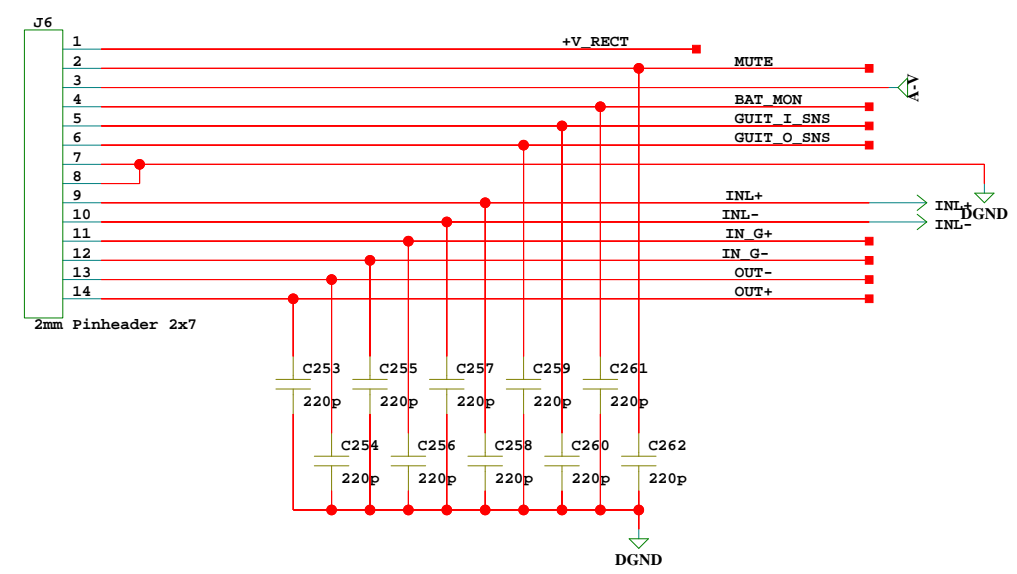 J6
1 +V_RECT
2 MUTE
3 A-V
4 BAT_MON
5 GUIT_I_SNS
6 GUIT_O_SNS
7
8
9 INL+ INL+
DGND
10 INL- INL-
11 IN_G+
12 IN_G-
13 OUT-
14 OUT+
2mm Pinheader 2x7
C253 C255 C257 C259 C261
220p 220p 220p 220p 220p
C254 C256 C258 C260 C262
220p 220p 220p 220p 220p
DGND